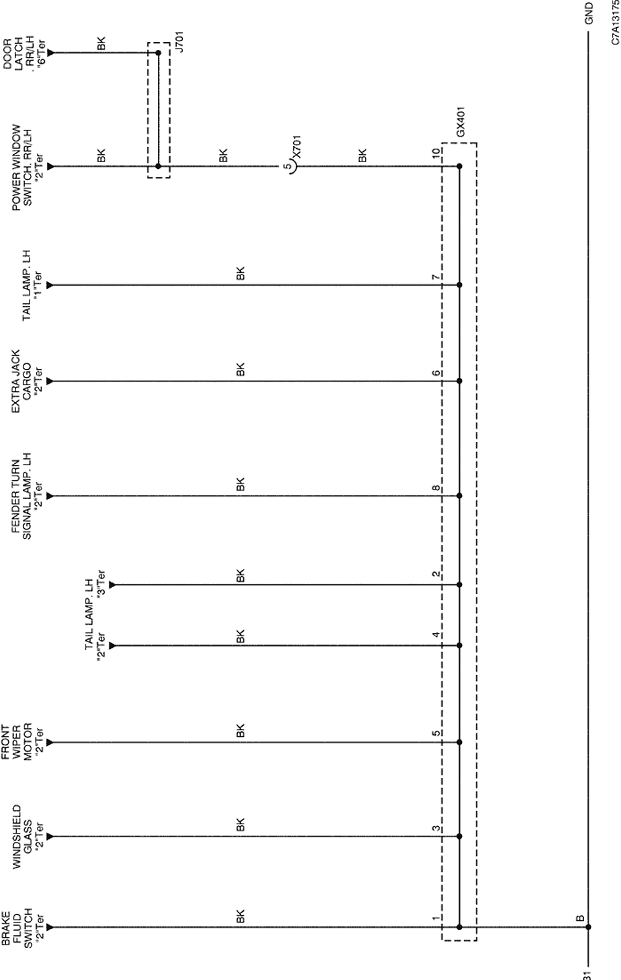 DOOR
LATCH
. RR/LH
"6"Ter
BK
J701
POWER WINDOW
SWITCH. RR/LH
"2"Ter
BK
BK
5
X701
BK
10
GX401
TAIL LAMP. LH
"1"Ter
BK
7
EXTRA JACK
CARGO
"2"Ter
BK
6
FENDER TURN
SIGNAL LAMP. LH
"2"Ter
BK
8
TAIL LAMP. LH
"3"Ter
BK
2
"2"Ter
BK
4
FRONT
WIPER
MOTOR
"2"Ter
BK
5
WINDSHIELD
GLASS
"2"Ter
BK
3
BRAKE
FLUID
SWITCH
"2"Ter
BK
1
B
GND
C7A13175